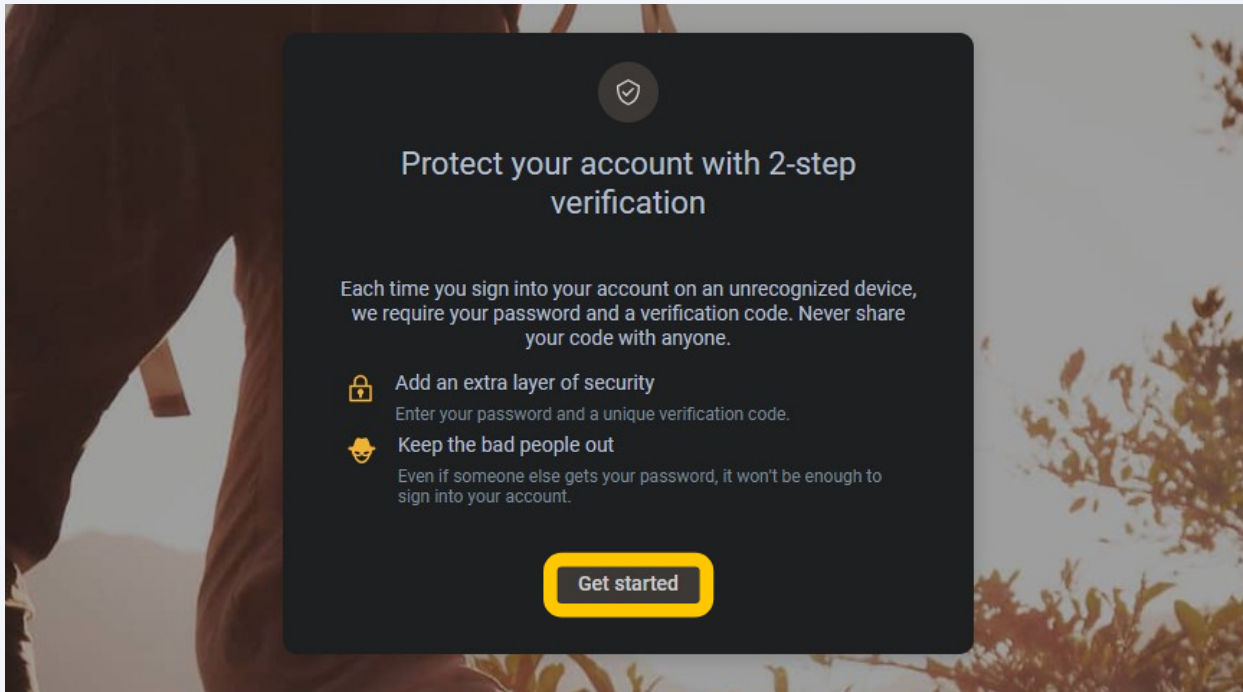 Protect your account with 2-step
verification
Each time you sign into your account on an unrecognized device,
we require your password and a verification code. Never share
your code with anyone.
Add an extra layer of security
Enter your password and a unique verification code.
Keep the bad people out
Even if someone else gets your password, it won't be enough to
sign into your account.
Get started